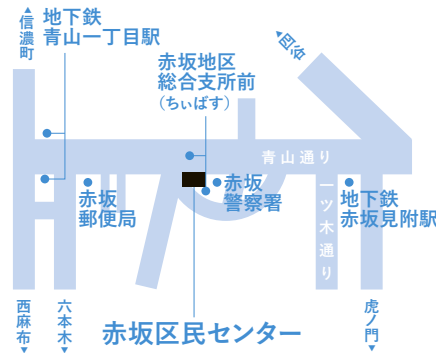 ▲信濃町
地下鉄
青山一丁目駅
赤坂地区
総合支所前
（ちぃばす）
▲四谷
青山通り
赤坂
郵便局
赤坂
警察署
一ツ木通り
地下鉄
赤坂見附駅
西麻布▼
六本木▼
赤坂区民センター
虎ノ門▼